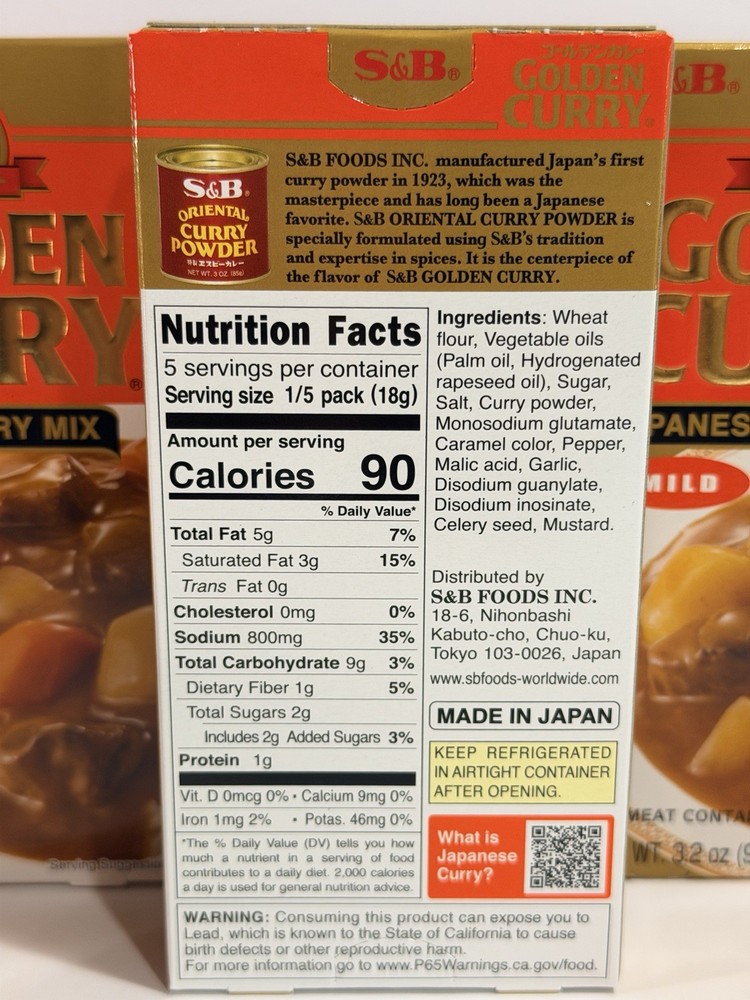 S&B®
ゴールデンカレー
GOLDEN
CURRY®
S&B®
ORIENTAL
CURRY
POWDER
特製ヱスビーカレー
NET WT. 3 OZ. (85g)
S&B FOODS INC. manufactured Japan's first
curry powder in 1923, which was the
masterpiece and has long been a Japanese
favorite. S&B ORIENTAL CURRY POWDER is
specially formulated using S&B's tradition
and expertise in spices. It is the centerpiece of
the flavor of S&B GOLDEN CURRY.
Nutrition Facts
5 servings per container
Serving size 1/5 pack (18g)
Amount per serving
Calories 90
% Daily Value*
Total Fat 5g 7%
Saturated Fat 3g 15%
Trans Fat 0g
Cholesterol 0mg 0%
Sodium 800mg 35%
Total Carbohydrate 9g 3%
Dietary Fiber 1g 5%
Total Sugars 2g
Includes 2g Added Sugars 3%
Protein 1g
Vit. D 0mcg 0% • Calcium 9mg 0%
Iron 1mg 2% • Potas. 46mg 0%
*The % Daily Value (DV) tells you how
much a nutrient in a serving of food
contributes to a daily diet. 2,000 calories
a day is used for general nutrition advice.
Ingredients: Wheat
flour, Vegetable oils
(Palm oil, Hydrogenated
rapeseed oil), Sugar,
Salt, Curry powder,
Monosodium glutamate,
Caramel color, Pepper,
Malic acid, Garlic,
Disodium guanylate,
Disodium inosinate,
Celery seed, Mustard.
Distributed by
S&B FOODS INC.
18-6, Nihonbashi
Kabuto-cho, Chuo-ku,
Tokyo 103-0026, Japan
www.sbfoods-worldwide.com
MADE IN JAPAN
KEEP REFRIGERATED
IN AIRTIGHT CONTAINER
AFTER OPENING.
What is
Japanese
Curry?
WARNING: Consuming this product can expose you to
Lead, which is known to the State of California to cause
birth defects or other reproductive harm.
For more information go to www.P65Warnings.ca.gov/food.
DEN
RY®
RY MIX
Serving Suggestion
&B®
GO
CU
PANES
MILD
MEAT CONTA
WT. 3.2 oz (9